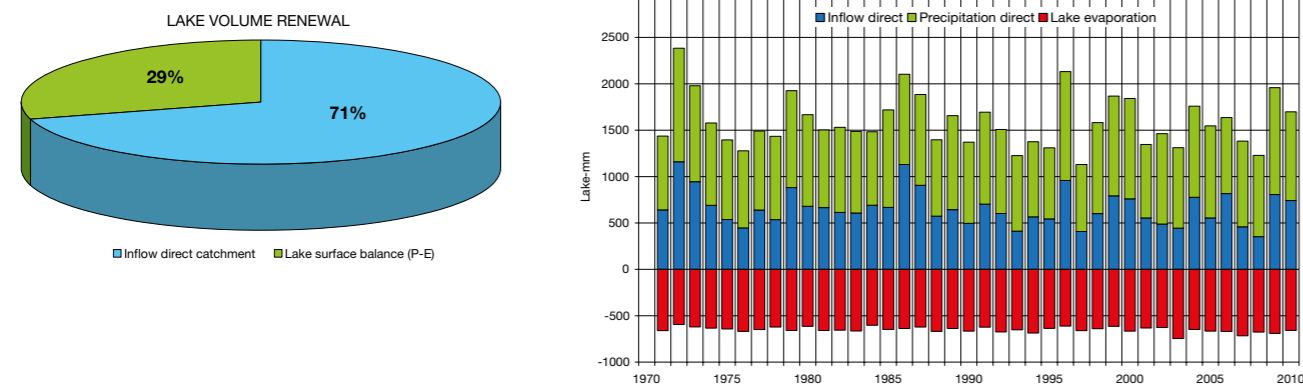 LAKE VOLUME RENEWAL
29%
71%
Inflow direct catchment Lake surface balance (P-E)
Inflow direct Precipitation direct Lake evaporation
Lake-mm
2500
2000
1500
1000
500
0
-500
-1000
1970 1975 1980 1985 1990 1995 2000 2005 2010